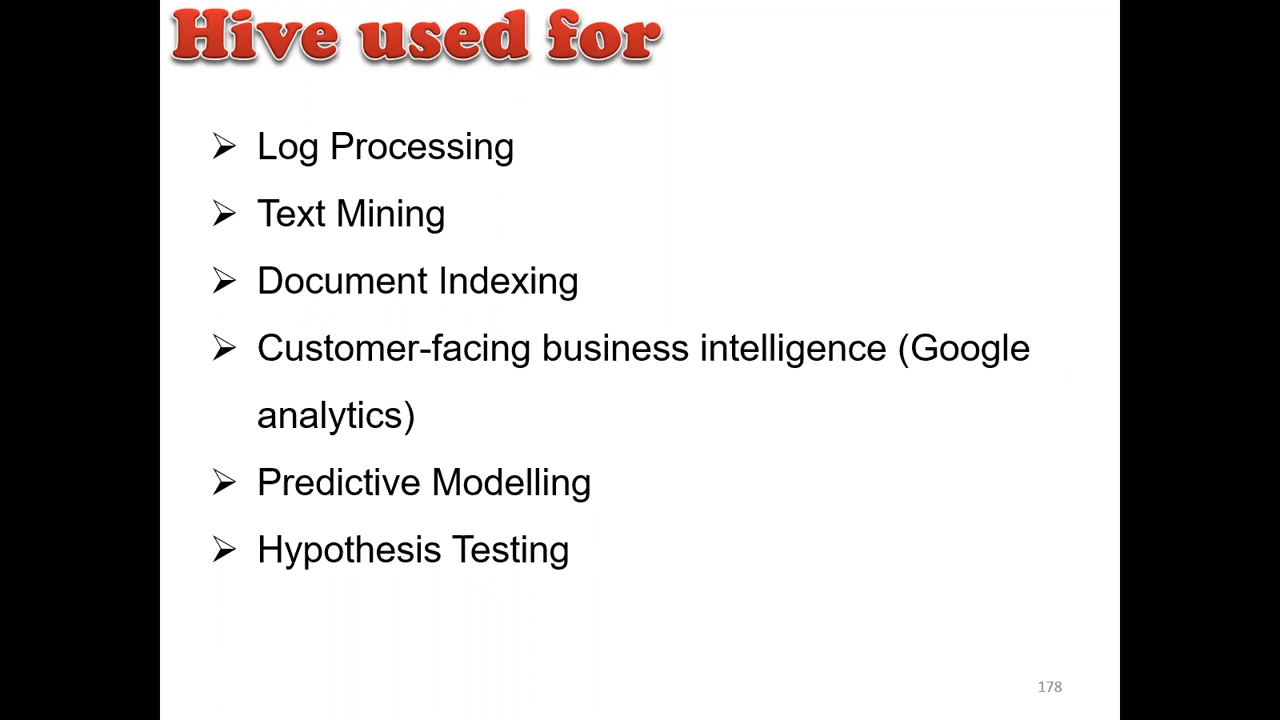 Hive used for
➢ Log Processing
➢ Text Mining
➢ Document Indexing
➢ Customer-facing business intelligence (Google
analytics)
➢ Predictive Modelling
➢ Hypothesis Testing
178